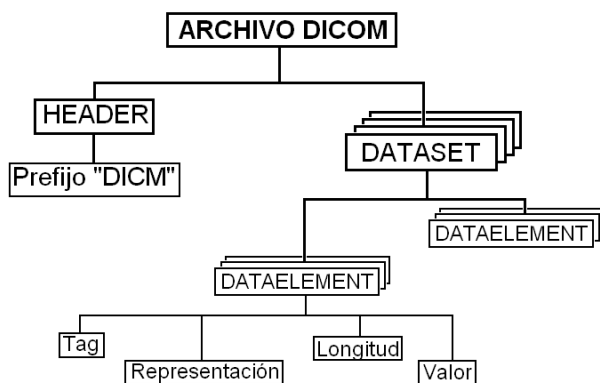 ARCHIVO DICOM
HEADER
DATASET
Prefijo "DICM"
DATAELEMENT
DATAELEMENT
Tag
Representación
Longitud
Valor